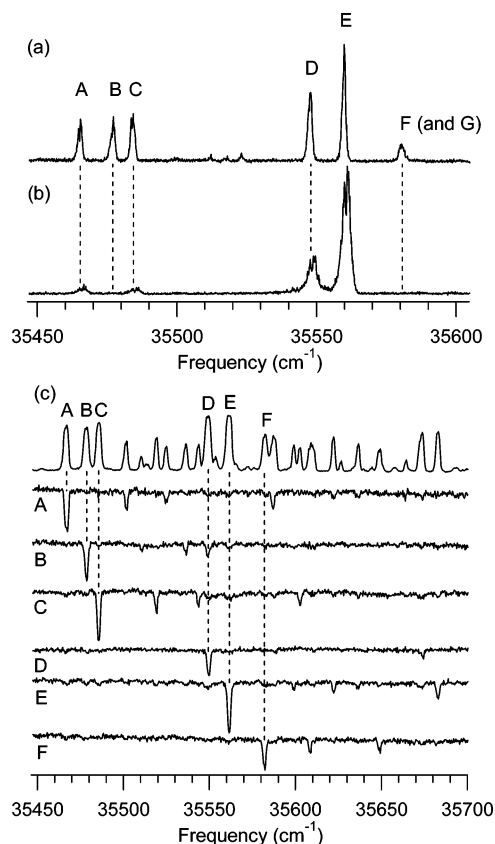 (a)
A B C D E F (and G)
(b)
35450 35500 35550 35600
Frequency (cm⁻¹)
(c)
A B C D E F
A
B
C
D
E
F
35450 35500 35550 35600 35650 35700
Frequency (cm⁻¹)